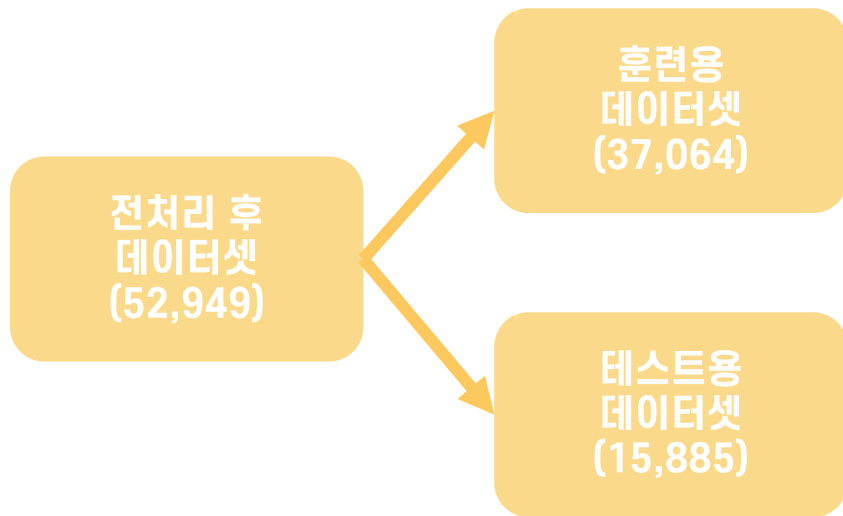 전처리 후
데이터셋
(52,949)
훈련용
데이터셋
(37,064)
테스트용
데이터셋
(15,885)